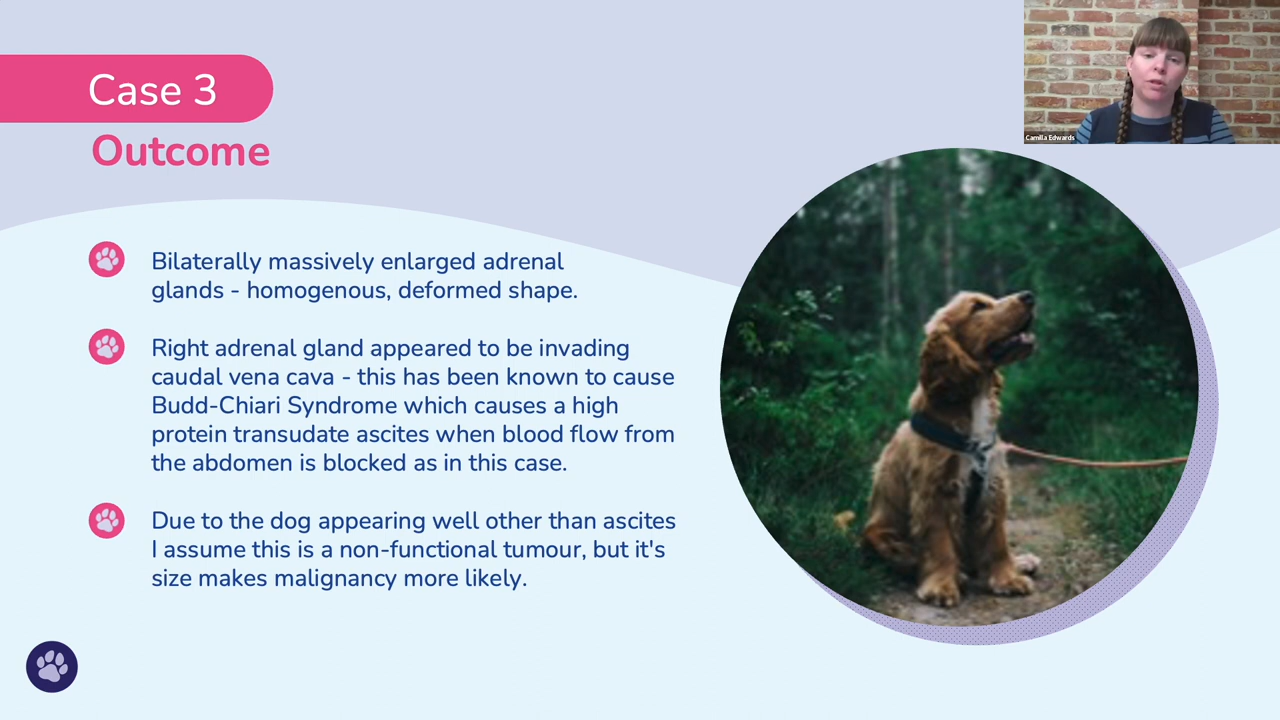 Case 3
Outcome
Camilla Edwards
Bilaterally massively enlarged adrenal
glands - homogenous, deformed shape.
Right adrenal gland appeared to be invading
caudal vena cava - this has been known to cause
Budd-Chiari Syndrome which causes a high
protein transudate ascites when blood flow from
the abdomen is blocked as in this case.
Due to the dog appearing well other than ascites
I assume this is a non-functional tumour, but it's
size makes malignancy more likely.